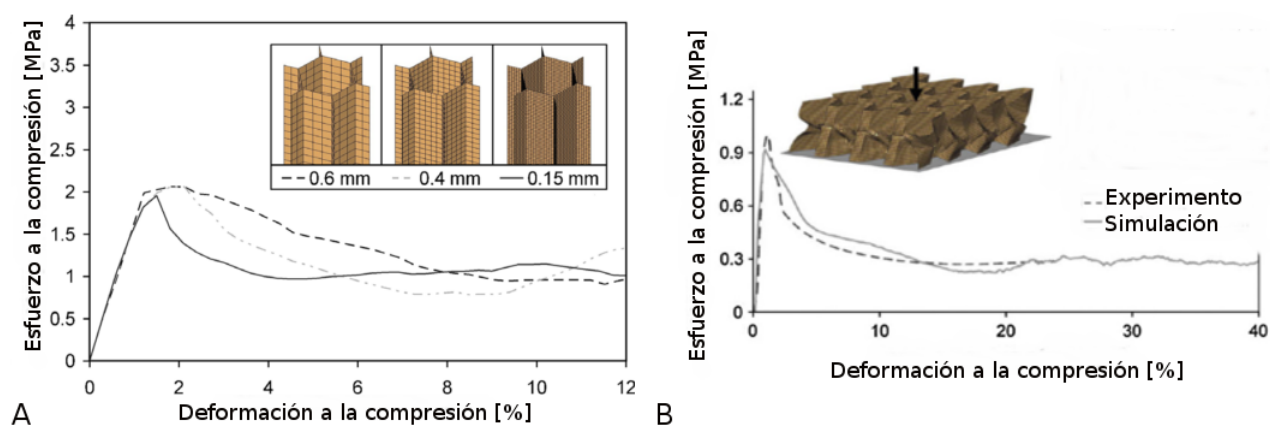 Esfuerzo a la compresión [MPa]
4
3.5
3
2.5
2
1.5
1
0.5
0
0.6 mm
0.4 mm
0.15 mm
0
2
4
6
8
10
12
Deformación a la compresión [%]
A
Esfuerzo a la compresión [MPa]
1.2
0.9
0.6
0.3
0
Experimento
Simulación
0
10
20
30
40
Deformación a la compresión [%]
B